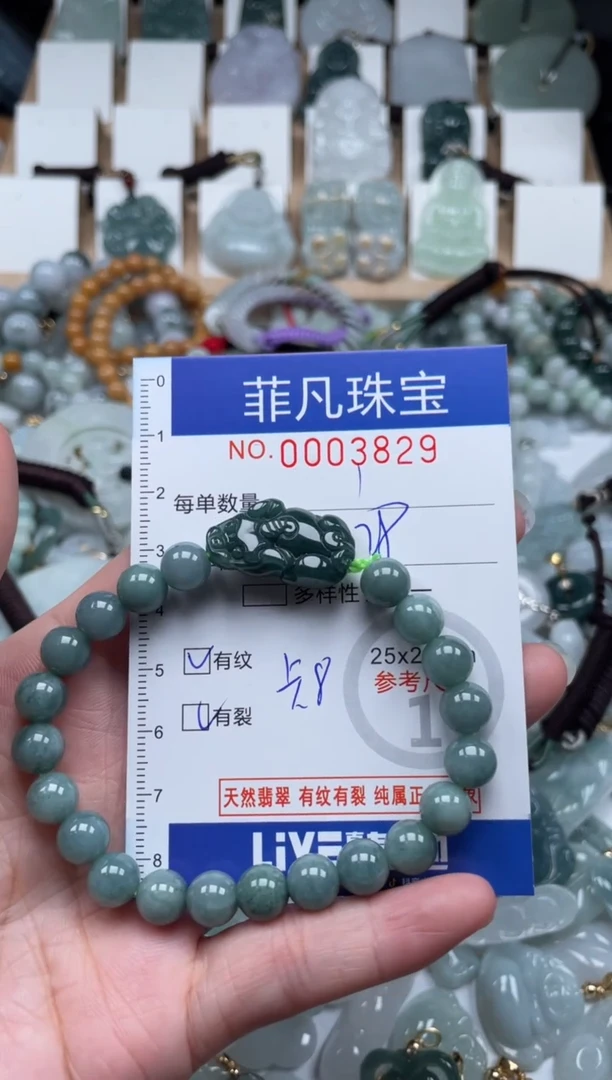 0
菲凡珠宝
1
NO. 0003829
2
每单数量
3
4
多样性
5
有纹
25x2
参考尺
6
有裂
1
天然翡翠 有纹有裂 纯属正
7
8
LiVE